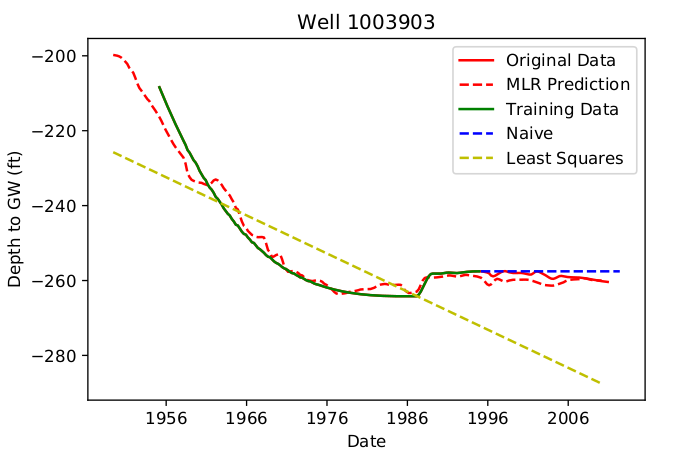 Well 1003903
Original Data
MLR Prediction
Training Data
Naive
Least Squares
Depth to GW (ft)
−200
−220
−240
−260
−280
1956 1966 1976 1986 1996 2006
Date